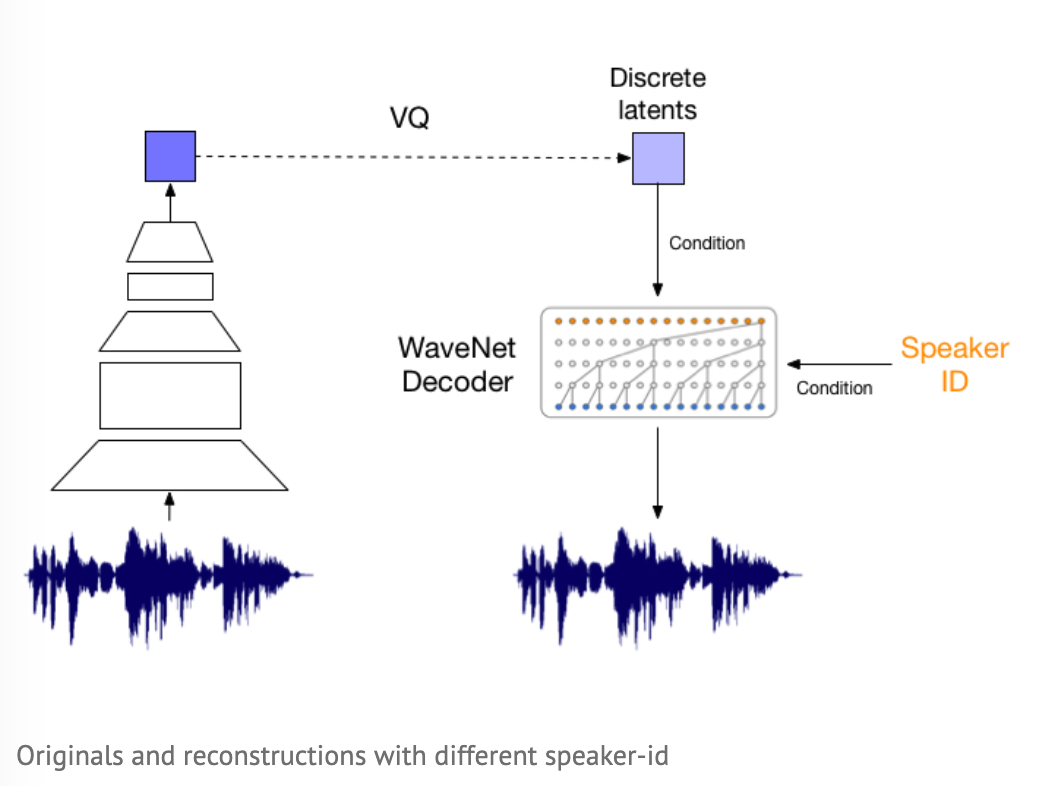 Discrete
latents
VQ
Condition
WaveNet
Decoder
Speaker
ID
Condition
Originals and reconstructions with different speaker-id